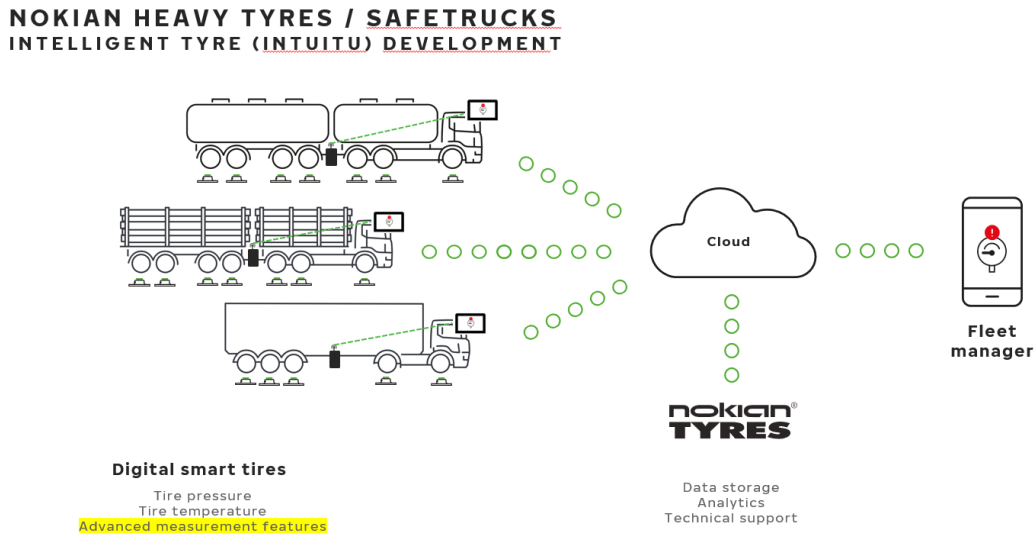 NOKIAN HEAVY TYRES / SAFETRUCKS
INTELLIGENT TYRE (INTUITU) DEVELOPMENT
Cloud
Fleet
manager
nokian®
TYRES
Digital smart tires
Tire pressure
Tire temperature
Advanced measurement features
Data storage
Analytics
Technical support